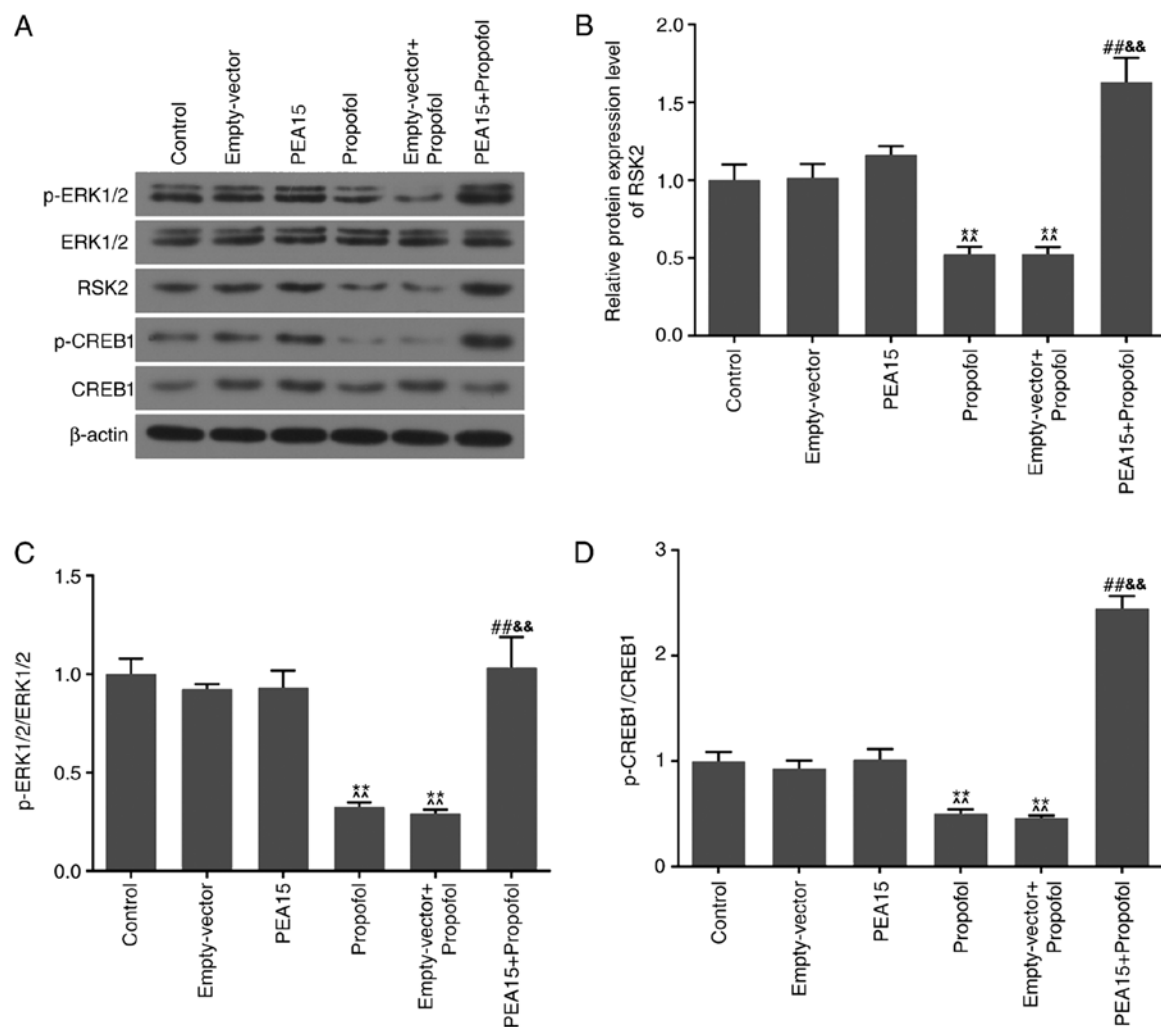 A
Control
Empty-vector
PEA15
Propofol
Empty-vector+
Propofol
PEA15+Propofol
p-ERK1/2
ERK1/2
RSK2
p-CREB1
CREB1
β-actin
B
Relative protein expression level
of RSK2
2.0
1.5
1.0
0.5
0.0
**
^^
**
^^
##&&
Control
Empty-vector
PEA15
Propofol
Empty-vector+
Propofol
PEA15+Propofol
C
p-ERK1/2/ERK1/2
1.5
1.0
0.5
0.0
**
^^
**
^^
##&&
Control
Empty-vector
PEA15
Propofol
Empty-vector+
Propofol
PEA15+Propofol
D
p-CREB1/CREB1
3
2
1
0
**
^^
**
^^
##&&
Control
Empty-vector
PEA15
Propofol
Empty-vector+
Propofol
PEA15+Propofol